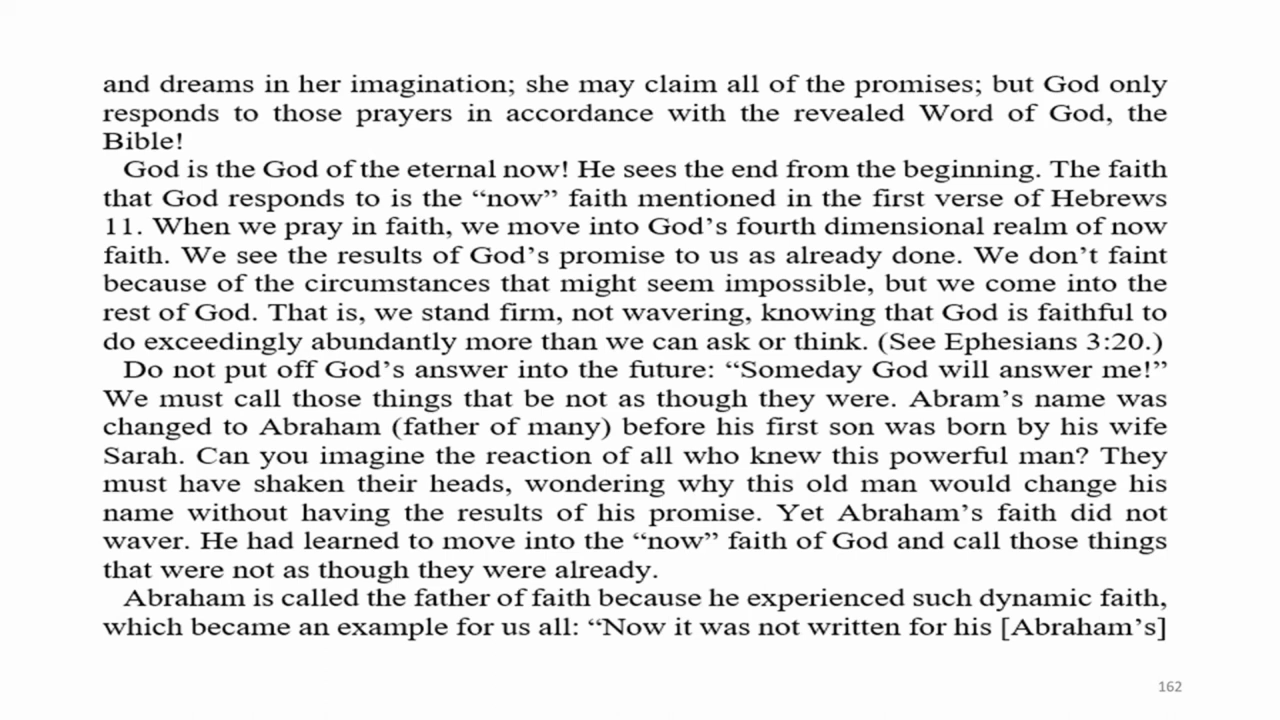 and dreams in her imagination; she may claim all of the promises; but God only
responds to those prayers in accordance with the revealed Word of God, the
Bible!
God is the God of the eternal now! He sees the end from the beginning. The faith
that God responds to is the “now” faith mentioned in the first verse of Hebrews
11. When we pray in faith, we move into God’s fourth dimensional realm of now
faith. We see the results of God’s promise to us as already done. We don’t faint
because of the circumstances that might seem impossible, but we come into the
rest of God. That is, we stand firm, not wavering, knowing that God is faithful to
do exceedingly abundantly more than we can ask or think. (See Ephesians 3:20.)
Do not put off God’s answer into the future: “Someday God will answer me!”
We must call those things that be not as though they were. Abram’s name was
changed to Abraham (father of many) before his first son was born by his wife
Sarah. Can you imagine the reaction of all who knew this powerful man? They
must have shaken their heads, wondering why this old man would change his
name without having the results of his promise. Yet Abraham’s faith did not
waver. He had learned to move into the “now” faith of God and call those things
that were not as though they were already.
Abraham is called the father of faith because he experienced such dynamic faith,
which became an example for us all: “Now it was not written for his [Abraham’s]
162